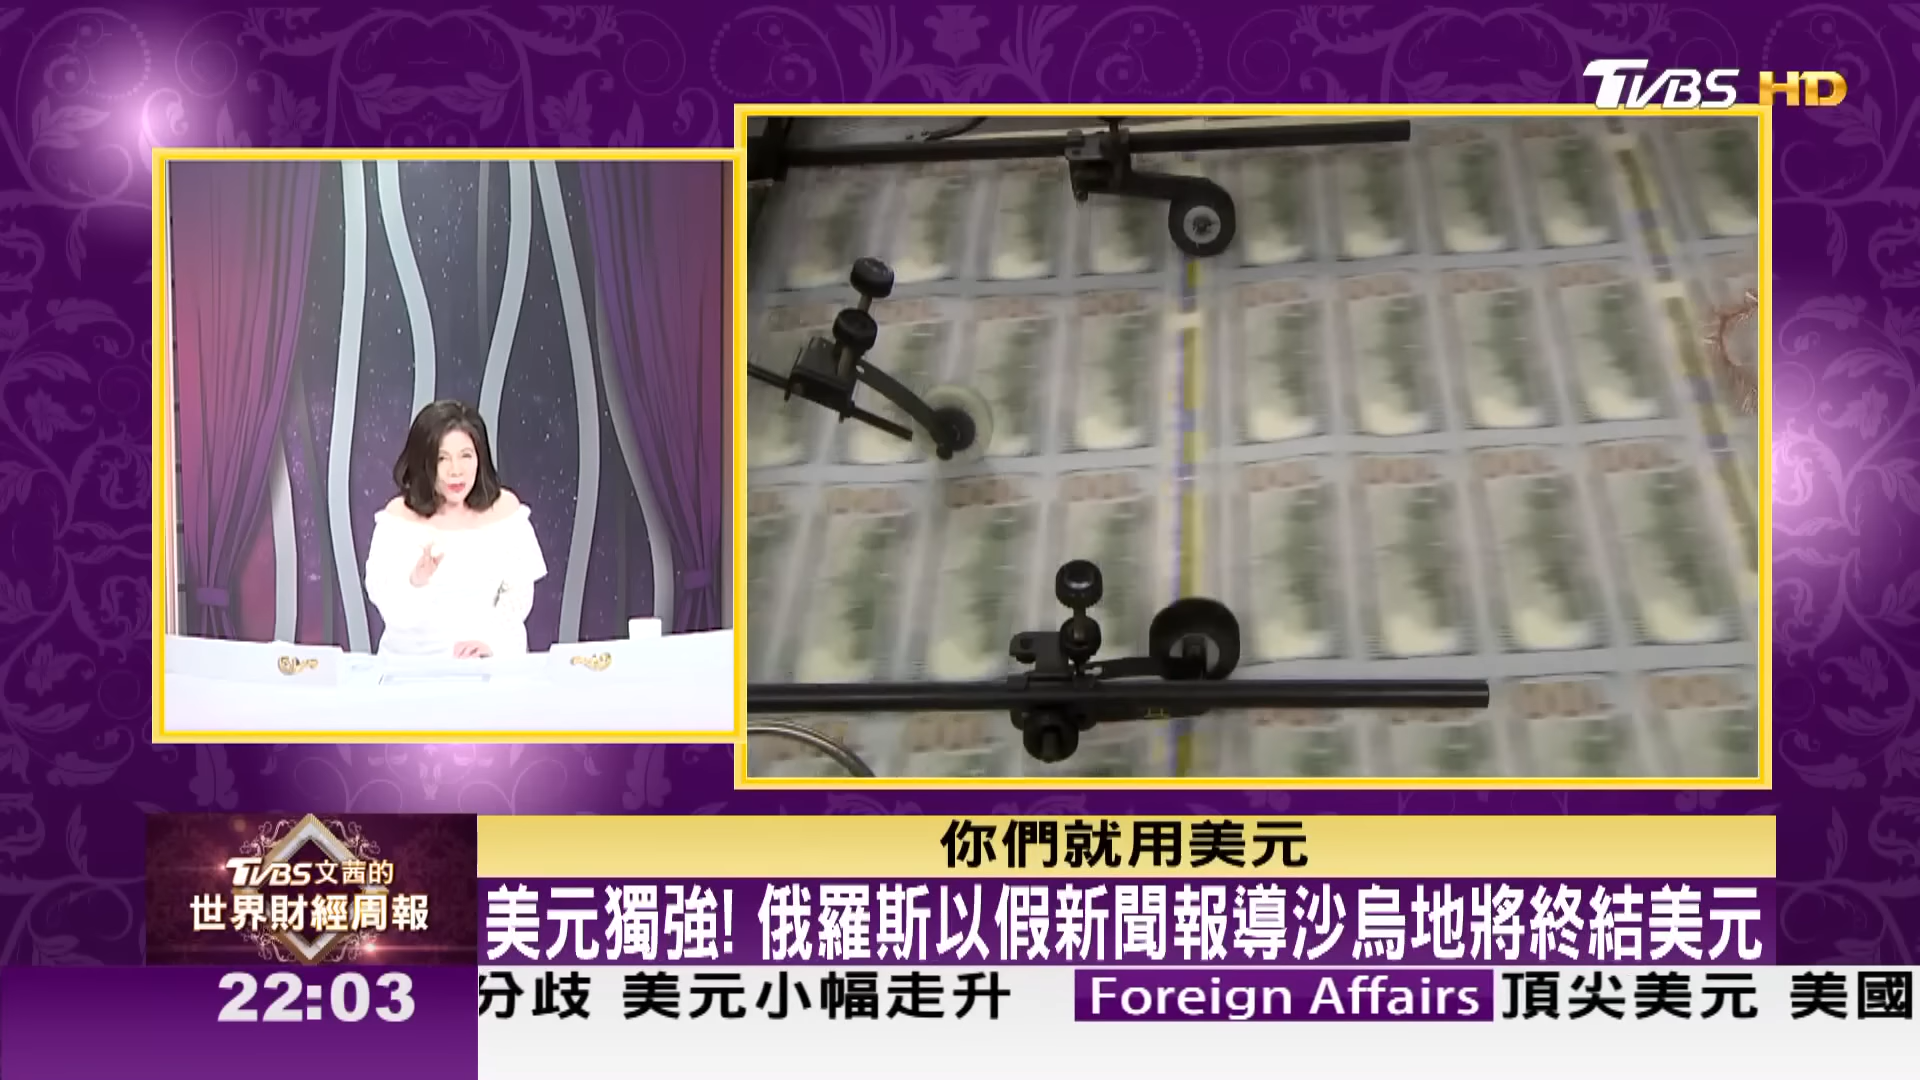 TVBS HD
你們就用美元
TVBS文茜的
世界財經周報
美元獨強! 俄羅斯以假新聞報導沙烏地將終結美元
22:03
分歧 美元小幅走升 Foreign Affairs 頂尖美元 美國